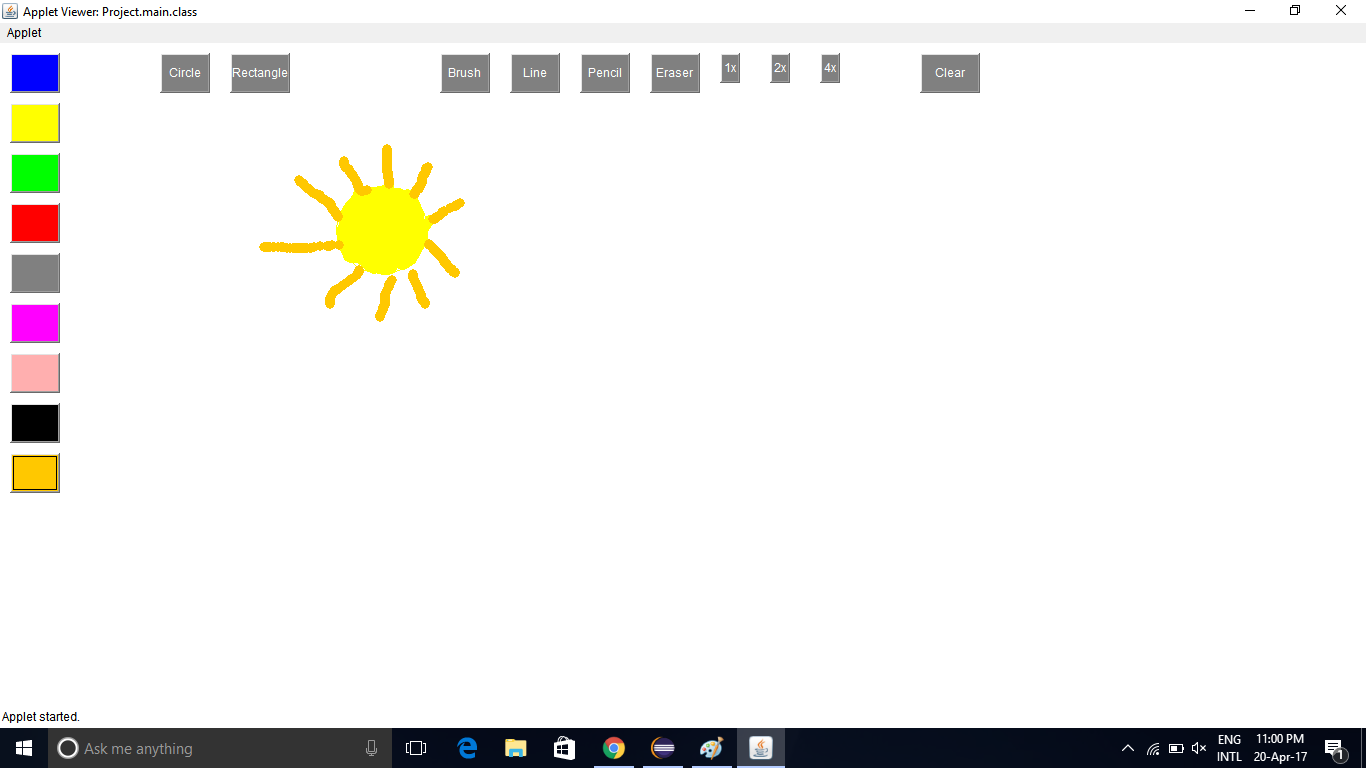 Applet Viewer: Project.main.class
Applet
Circle Rectangle Brush Line Pencil Eraser 1x 2x 4x Clear
Applet started.
Ask me anything
ENG 11:00 PM
INTL 20-Apr-17 1